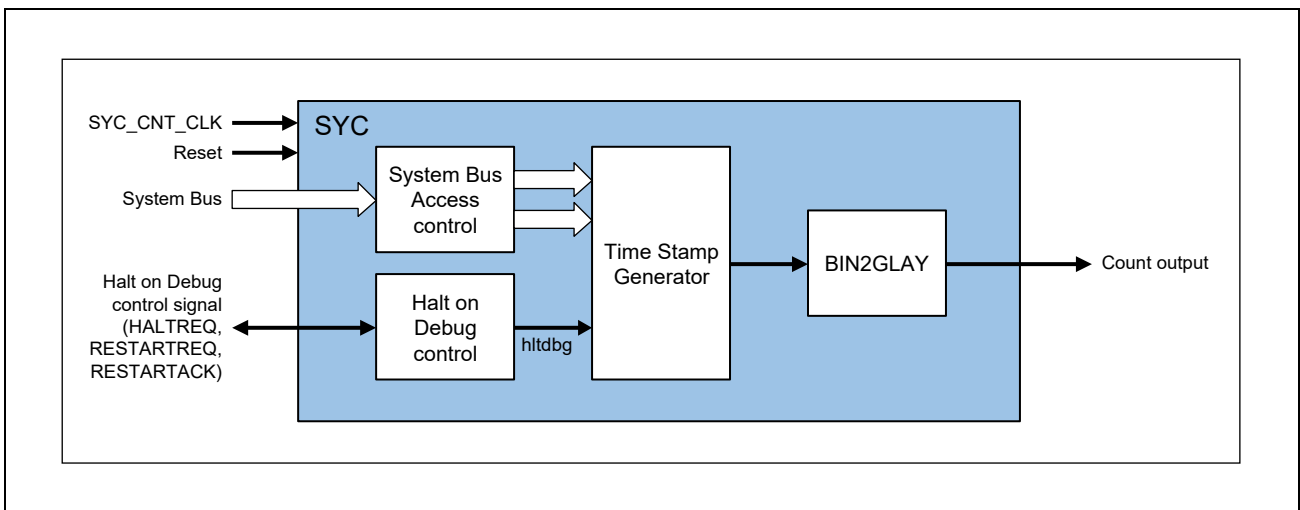 SYC_CNT_CLK
Reset
System Bus
Halt on Debug
control signal
(HALTREQ,
RESTARTREQ,
RESTARTACK)
SYC
System Bus
Access
control
Halt on
Debug
control
hltdbg
Time Stamp
Generator
BIN2GLAY
Count output